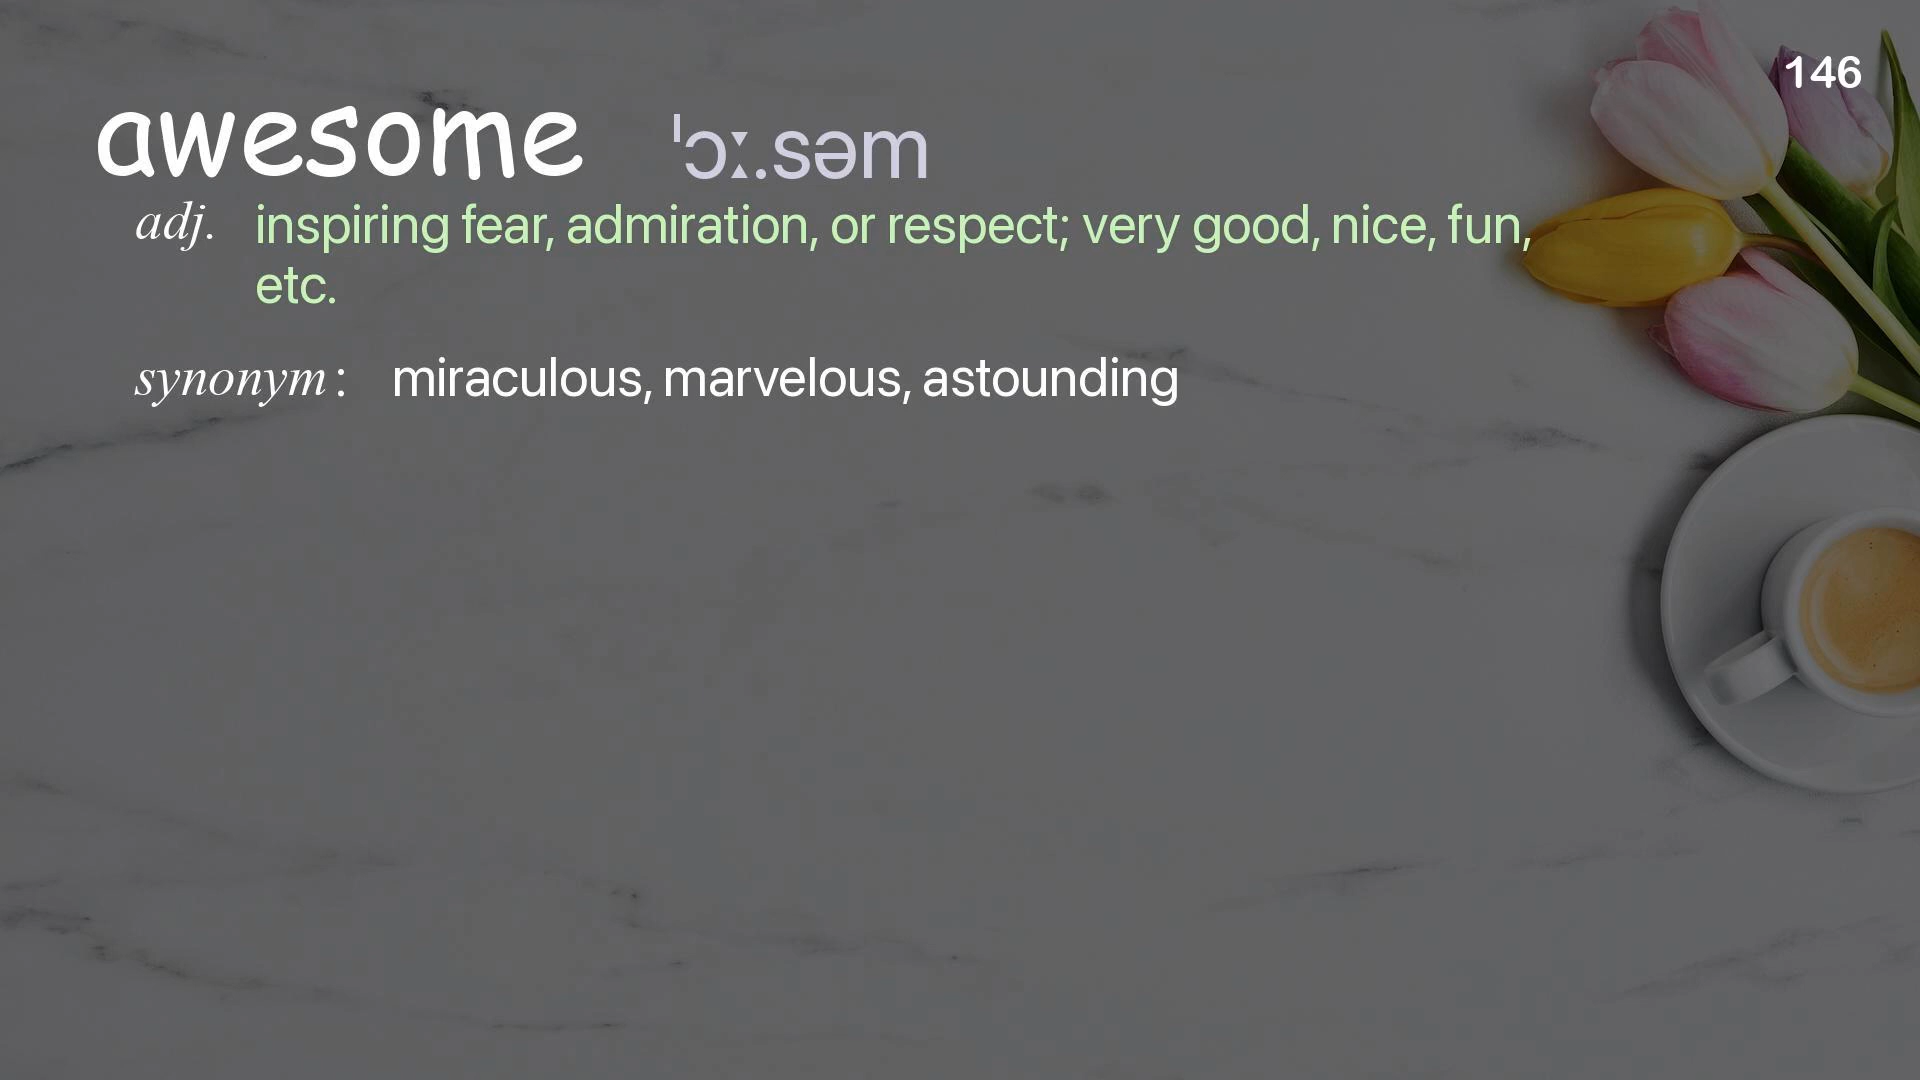 146
awesome ˈɔː.səm
adj. inspiring fear, admiration, or respect; very good, nice, fun,
etc.
synonym: miraculous, marvelous, astounding